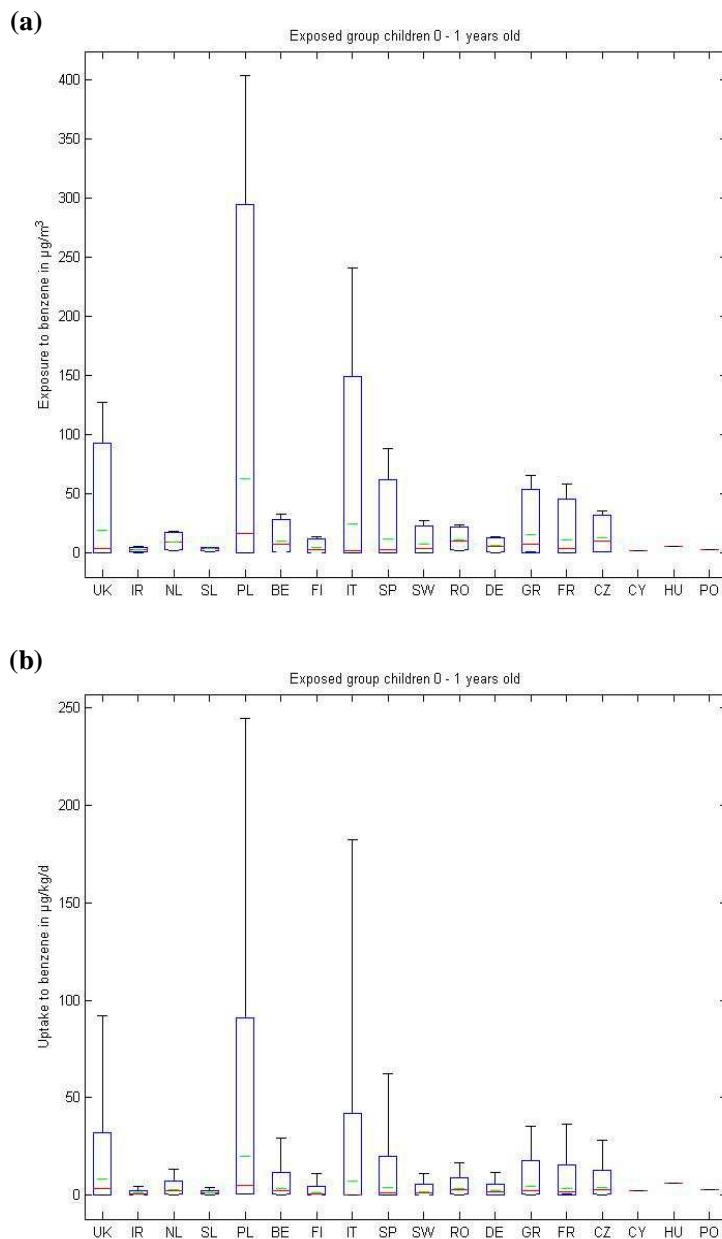 (a)
Exposed group children 0 - 1 years old
Exposure to benzene in µg/m³
400
350
300
250
200
150
100
50
0
UK IR NL SL PL BE FI IT SP SW RO DE GR FR CZ CY HU PO
(b)
Exposed group children 0 - 1 years old
Uptake to benzene in µg/kg/d
250
200
150
100
50
0
UK IR NL SL PL BE FI IT SP SW RO DE GR FR CZ CY HU PO